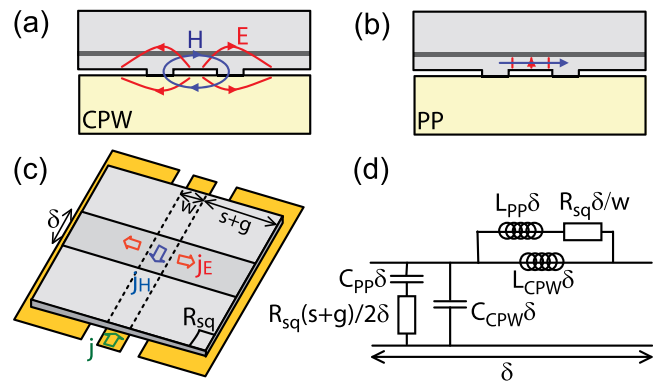 (a)
H
E
CPW
(b)
PP
(c)
δ
w
s+g
j_E
j_H
R_sq
j
(d)
L_PPδ
R_sqδ/w
L_CPWδ
C_PPδ
R_sq(s+g)/2δ
C_CPWδ
δ